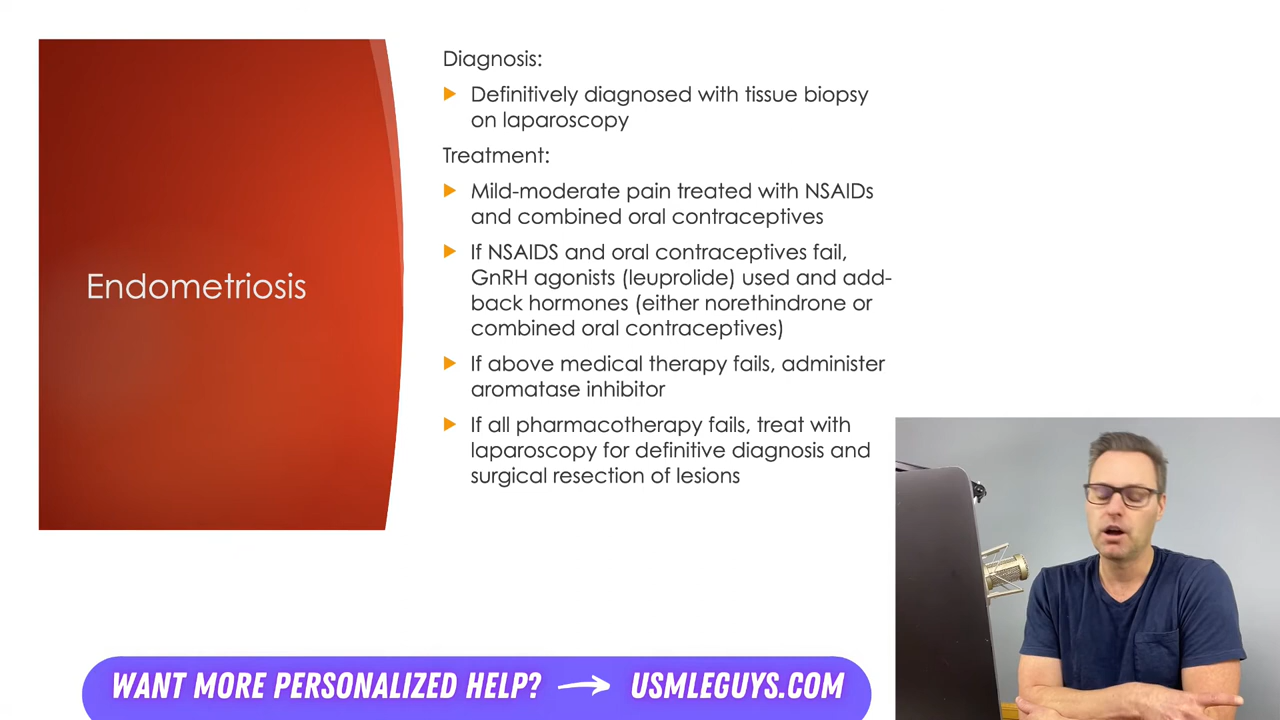 Endometriosis
Diagnosis:
Definitively diagnosed with tissue biopsy
on laparoscopy
Treatment:
Mild-moderate pain treated with NSAIDs
and combined oral contraceptives
If NSAIDS and oral contraceptives fail,
GnRH agonists (leuprolide) used and add-
back hormones (either norethindrone or
combined oral contraceptives)
If above medical therapy fails, administer
aromatase inhibitor
If all pharmacotherapy fails, treat with
laparoscopy for definitive diagnosis and
surgical resection of lesions
WANT MORE PERSONALIZED HELP? → USMLEGUYS.COM